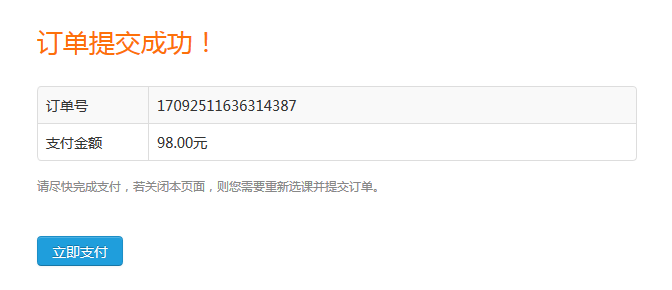 订单提交成功！
订单号 17092511636314387
支付金额 98.00元
请尽快完成支付，若关闭本页面，则您需要重新选课并提交订单。
立即支付